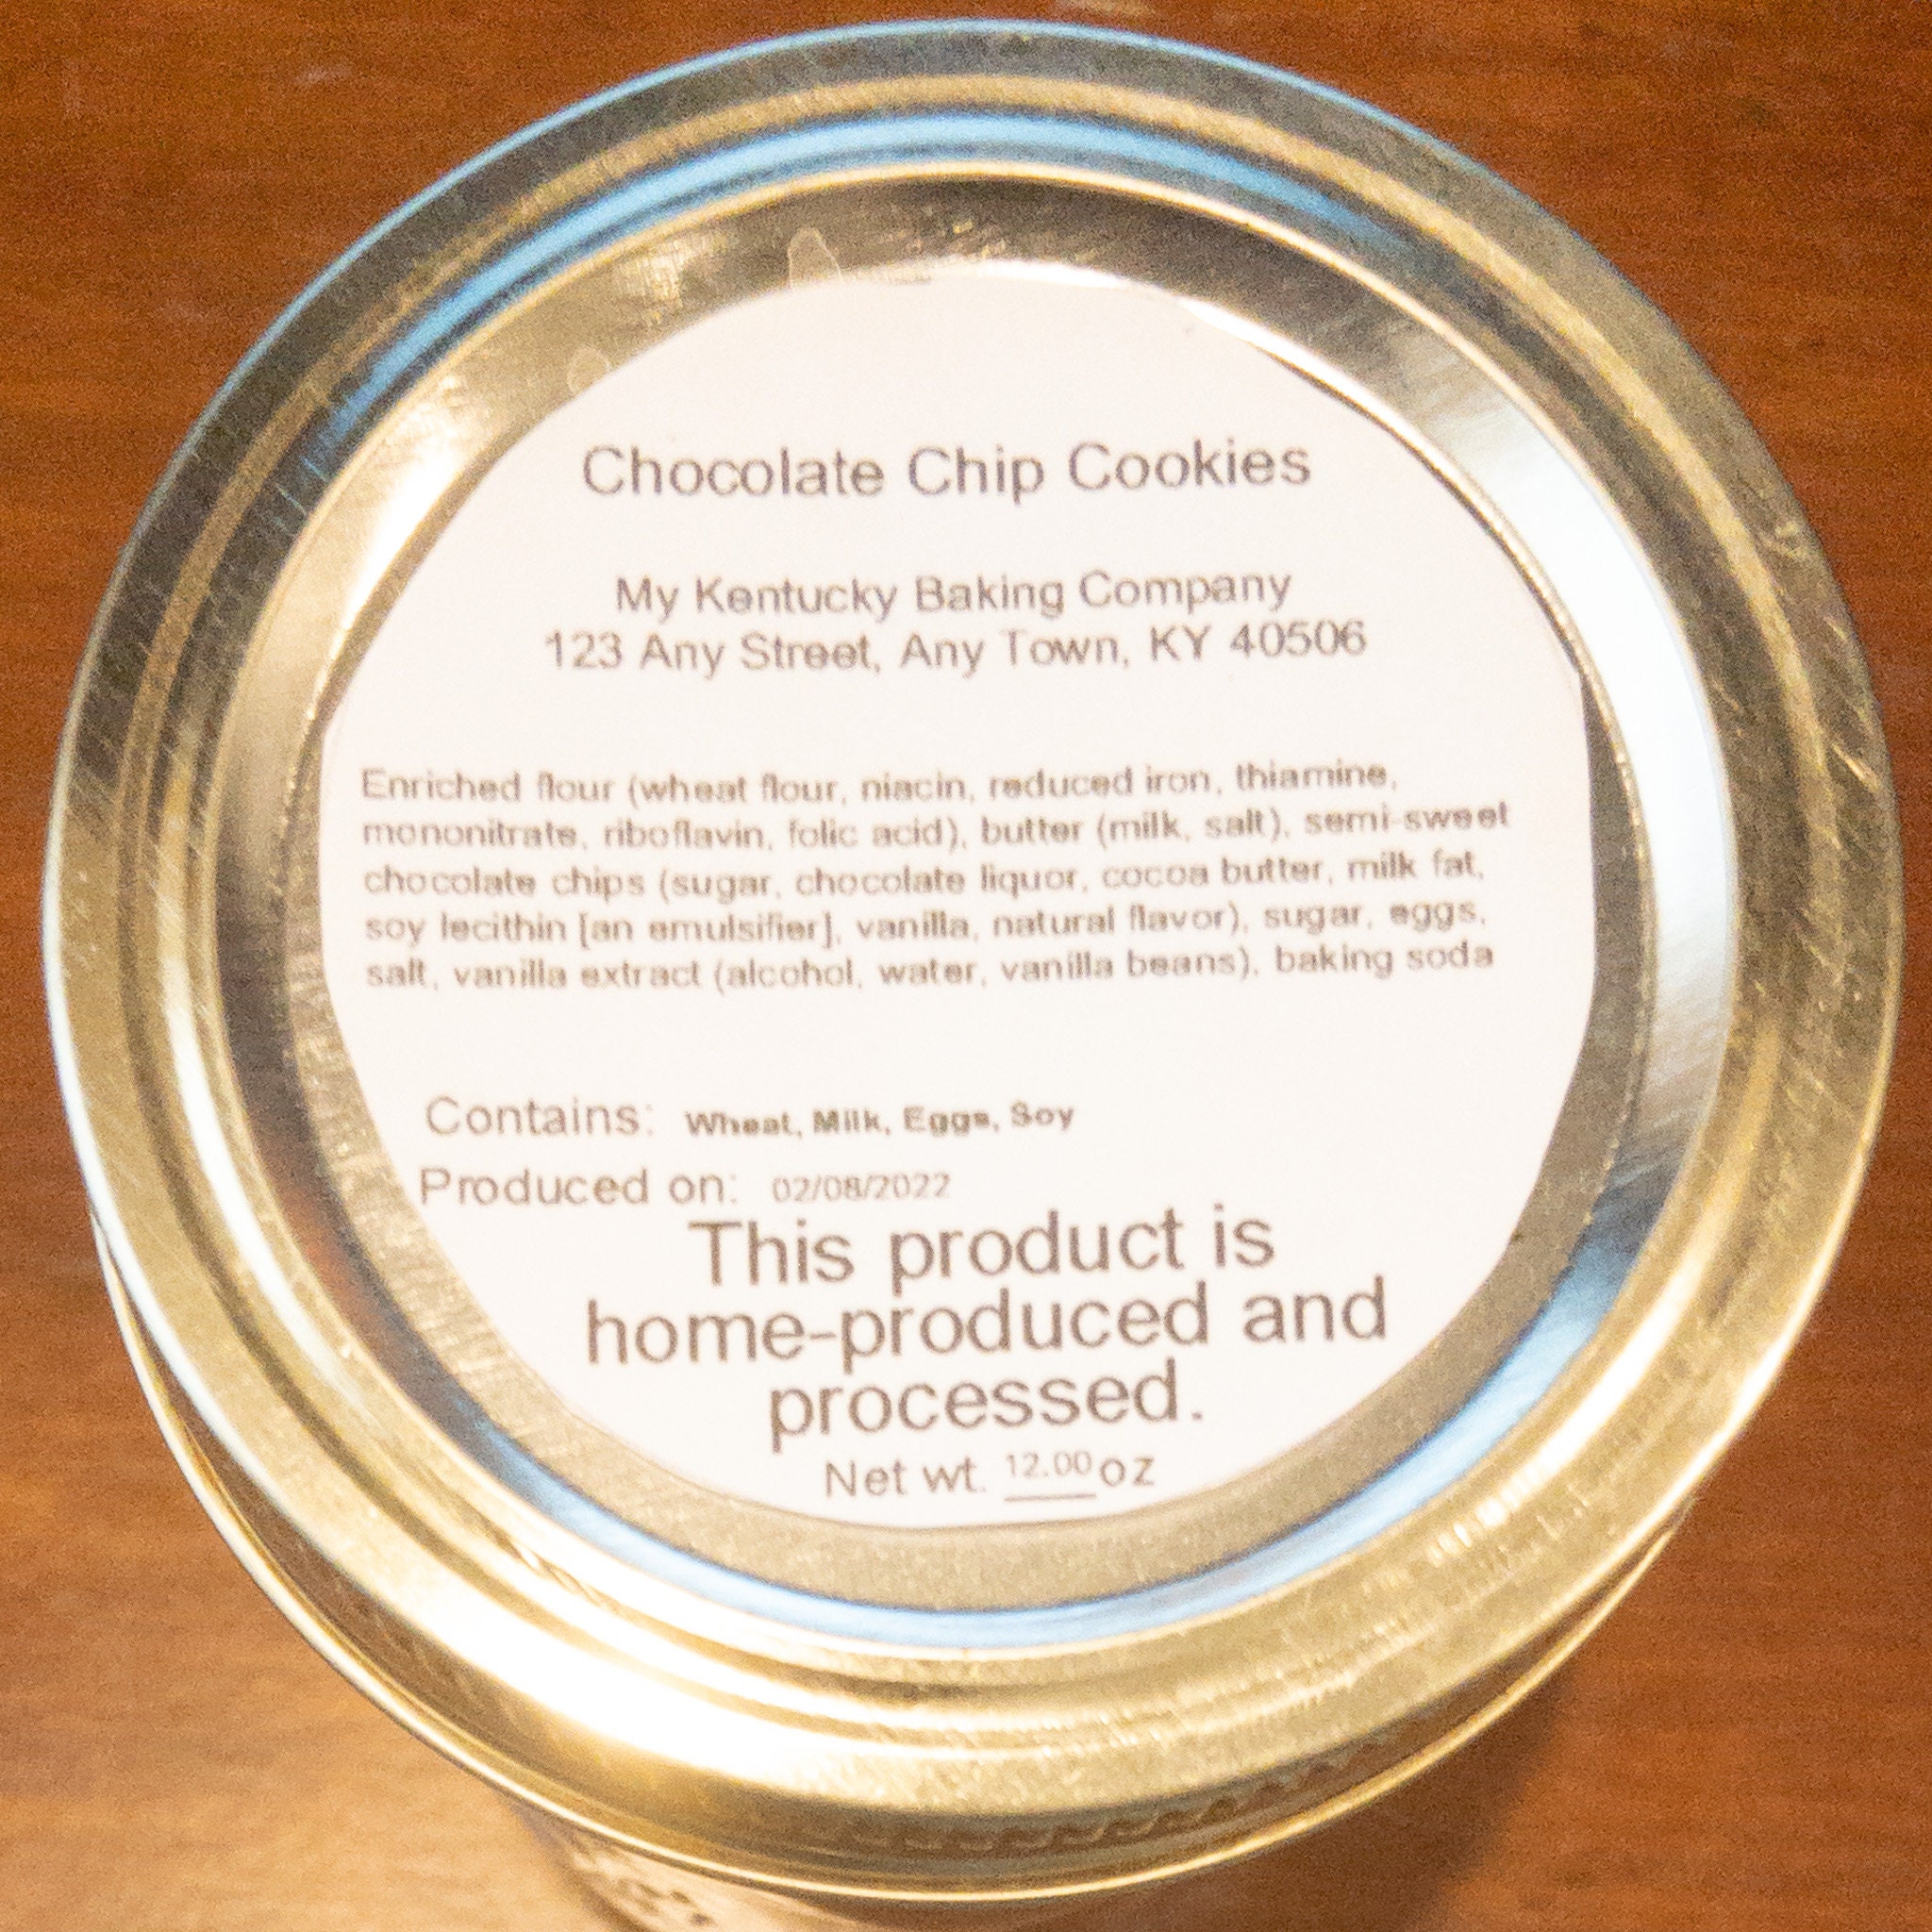 Chocolate Chip Cookies
My Kentucky Baking Company
123 Any Street, Any Town, KY 40506
Enriched flour (wheat flour, niacin, reduced iron, thiamine,
mononitrate, riboflavin, folic acid), butter (milk, salt), semi-sweet
chocolate chips (sugar, chocolate liquor, cocoa butter, milk fat,
soy lecithin [an emulsifier], vanilla, natural flavor), sugar, eggs,
salt, vanilla extract (alcohol, water, vanilla beans), baking soda
Contains: Wheat, Milk, Eggs, Soy
Produced on: 02/08/2022
This product is
home-produced and
processed.
Net wt. 12.00 oz